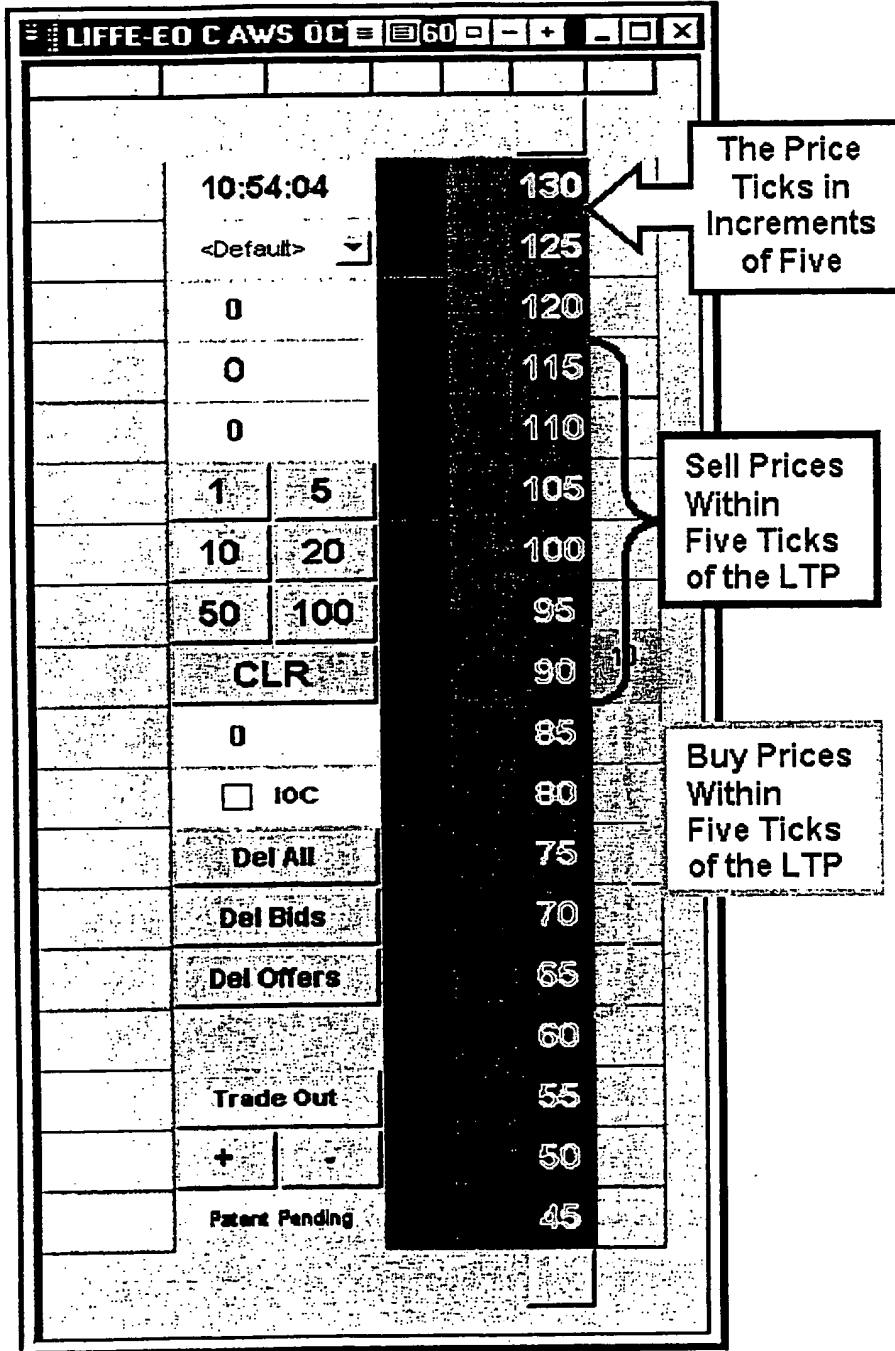 LIFFE-EO C AWS OC 60
The Price
Ticks in
Increments
of Five
10:54:04 130
<Default> 125
0 120
0 115
0 110
1 5 105
10 20 100
50 100 95
CLR 90 10
0 85
IOC 80
Del All 75
Del Bids 70
Del Offers 65
60
Trade Out 55
+ - 50
Patent Pending 45
Sell Prices
Within
Five Ticks
of the LTP
Buy Prices
Within
Five Ticks
of the LTP